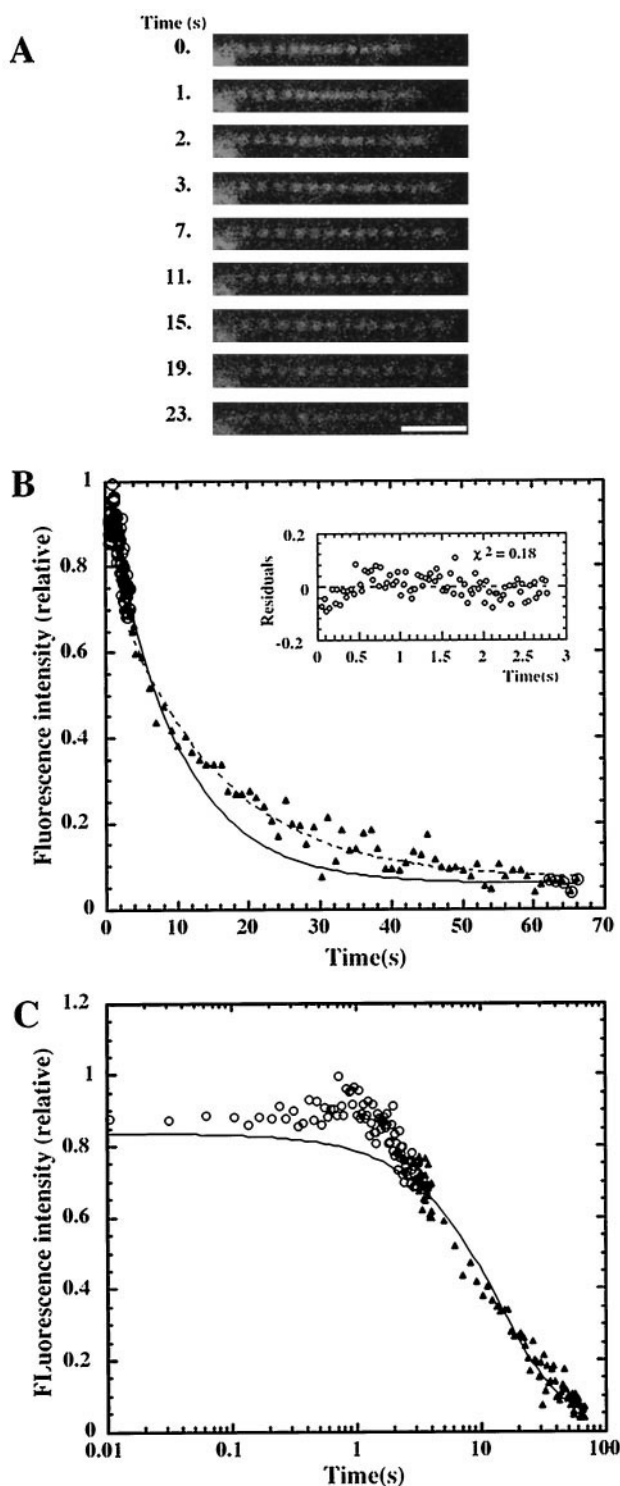 Time (s)
A
0.
1.
2.
3.
7.
11.
15.
19.
23.
B
1
0.8
0.6
0.4
0.2
0
Fluorescence intensity (relative)
0 10 20 30 40 50 60 70
Time(s)
0.2
0
-0.2
Residuals
χ² = 0.18
0 0.5 1 1.5 2 2.5 3
Time(s)
C
1.2
1
0.8
0.6
0.4
0.2
0
FLuorescence intensity (relative)
0.01 0.1 1 10 100
Time(s)